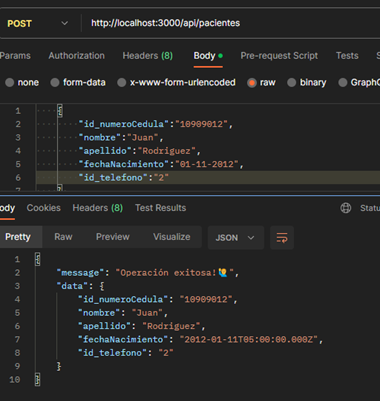 POST http://localhost:3000/api/pacientes
Params Authorization Headers (8) Body Pre-request Script Tests S
none form-data x-www-form-urlencoded raw binary GraphQ
1 {
2 "id_numeroCedula":"10909012",
3 "nombre":"Juan",
4 "apellido":"Rodriguez",
5 "fechaNacimiento":"01-11-2012",
6 "id_telefono":"2"
ody Cookies Headers (8) Test Results Statu
Pretty Raw Preview Visualize JSON
1 {
2 "message": "Operación exitosa!🙋‍♂️",
3 "data": {
4 "id_numeroCedula": "10909012",
5 "nombre": "Juan",
6 "apellido": "Rodriguez",
7 "fechaNacimiento": "2012-01-11T05:00:00.000Z",
8 "id_telefono": "2"
9 }
10 }